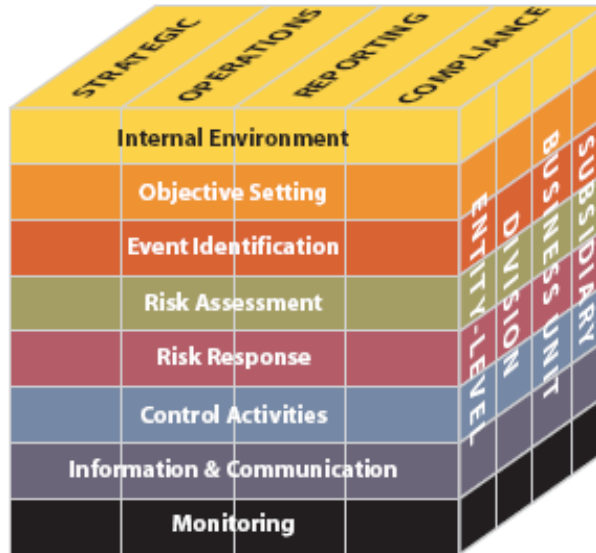 STRATEGIC
OPERATIONS
REPORTING
COMPLIANCE
Internal Environment
Objective Setting
Event Identification
Risk Assessment
Risk Response
Control Activities
Information & Communication
Monitoring
ENTITY-LEVEL
DIVISION
BUSINESS UNIT
SUBSIDIARY